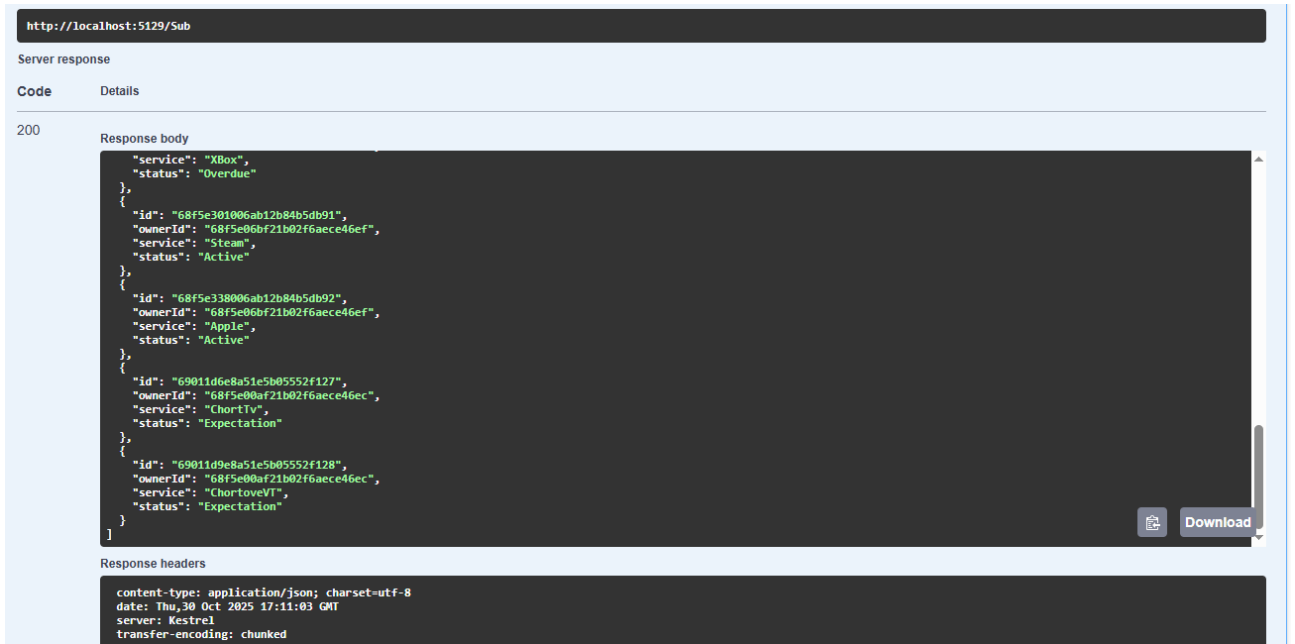 http://localhost:5129/Sub
Server response
Code Details
200
Response body
"service": "XBox",
"status": "Overdue"
},
{
"id": "68f5e301006ab12b84b5db91",
"ownerId": "68f5e06bf21b02f6aece46ef",
"service": "Steam",
"status": "Active"
},
{
"id": "68f5e338006ab12b84b5db92",
"ownerId": "68f5e06bf21b02f6aece46ef",
"service": "Apple",
"status": "Active"
},
{
"id": "69011d6e8a51e5b05552f127",
"ownerId": "68f5e00af21b02f6aece46ec",
"service": "ChortTv",
"status": "Expectation"
},
{
"id": "69011d9e8a51e5b05552f128",
"ownerId": "68f5e00af21b02f6aece46ec",
"service": "ChortoveVT",
"status": "Expectation"
}
]
Download
Response headers
content-type: application/json; charset=utf-8
date: Thu,30 Oct 2025 17:11:03 GMT
server: Kestrel
transfer-encoding: chunked